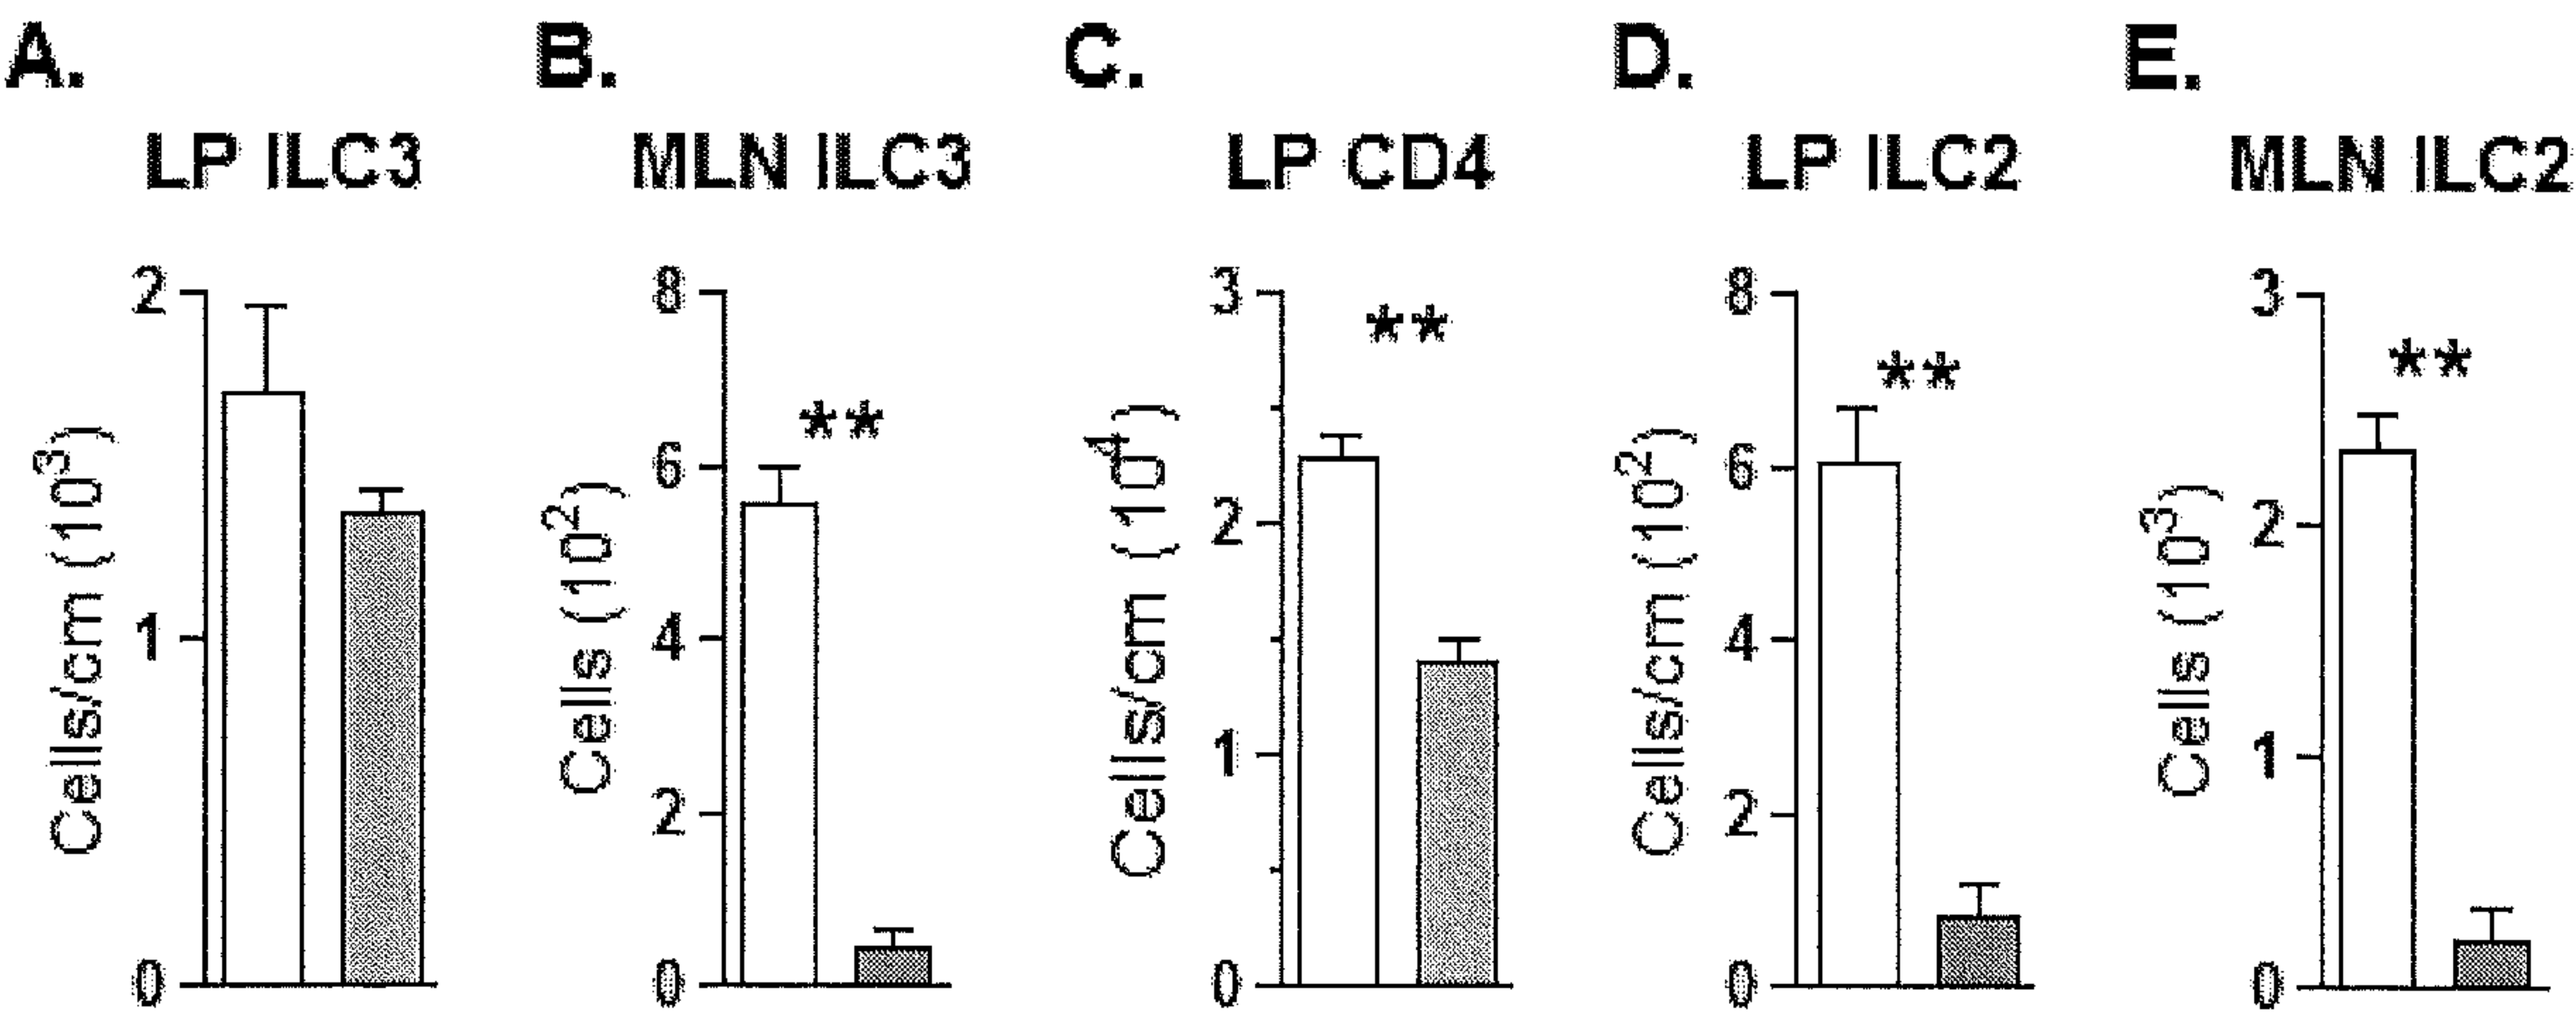 A.
LP ILC3
Cells/cm (10³)
2
1
0
B.
MLN ILC3
**
Cells (10²)
8
6
4
2
0
C.
LP CD4
**
Cells/cm (10⁴)
3
2
1
0
D.
LP ILC2
**
Cells/cm (10²)
8
6
4
2
0
E.
MLN ILC2
**
Cells (10³)
3
2
1
0